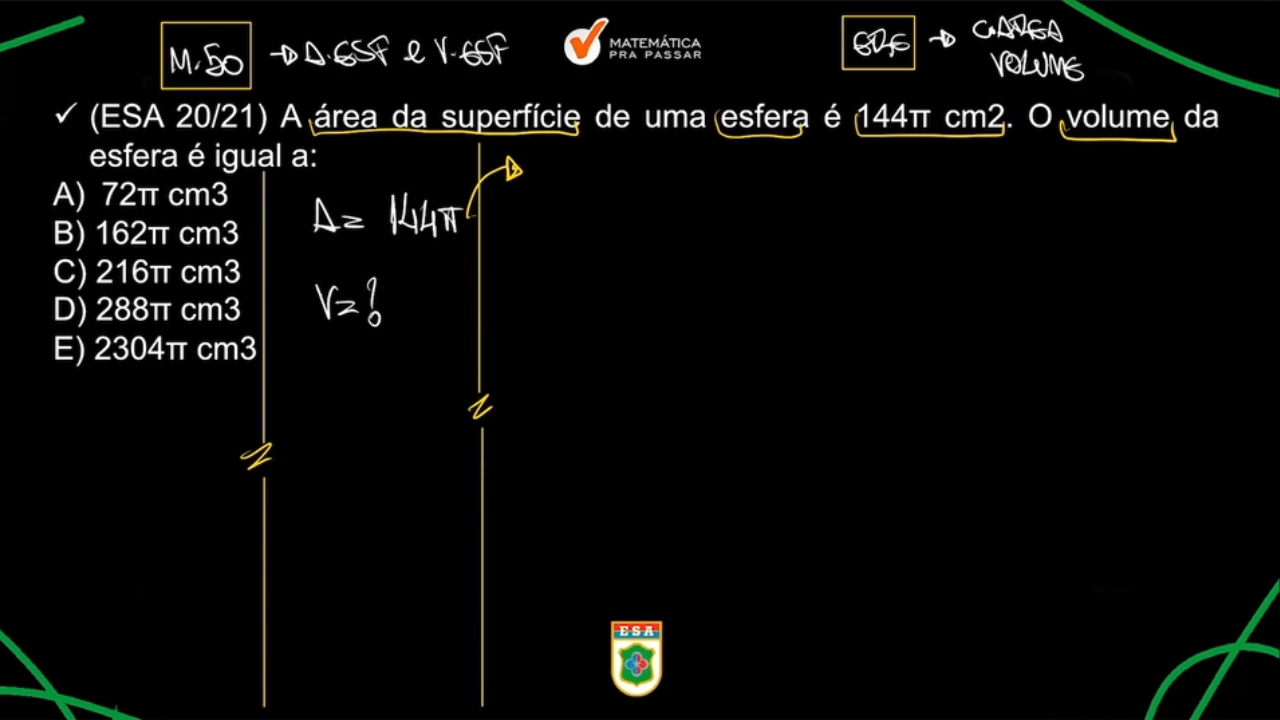 M.50 → A.ESF e V.ESF
MATEMÁTICA
PRA PASSAR
→ CARGA
VOLUME
✓ (ESA 20/21) A área da superfície de uma esfera é 144π cm2. O volume da
esfera é igual a:
A) 72π cm3
B) 162π cm3
C) 216π cm3
D) 288π cm3
E) 2304π cm3
A= 144π
V=?
ESA